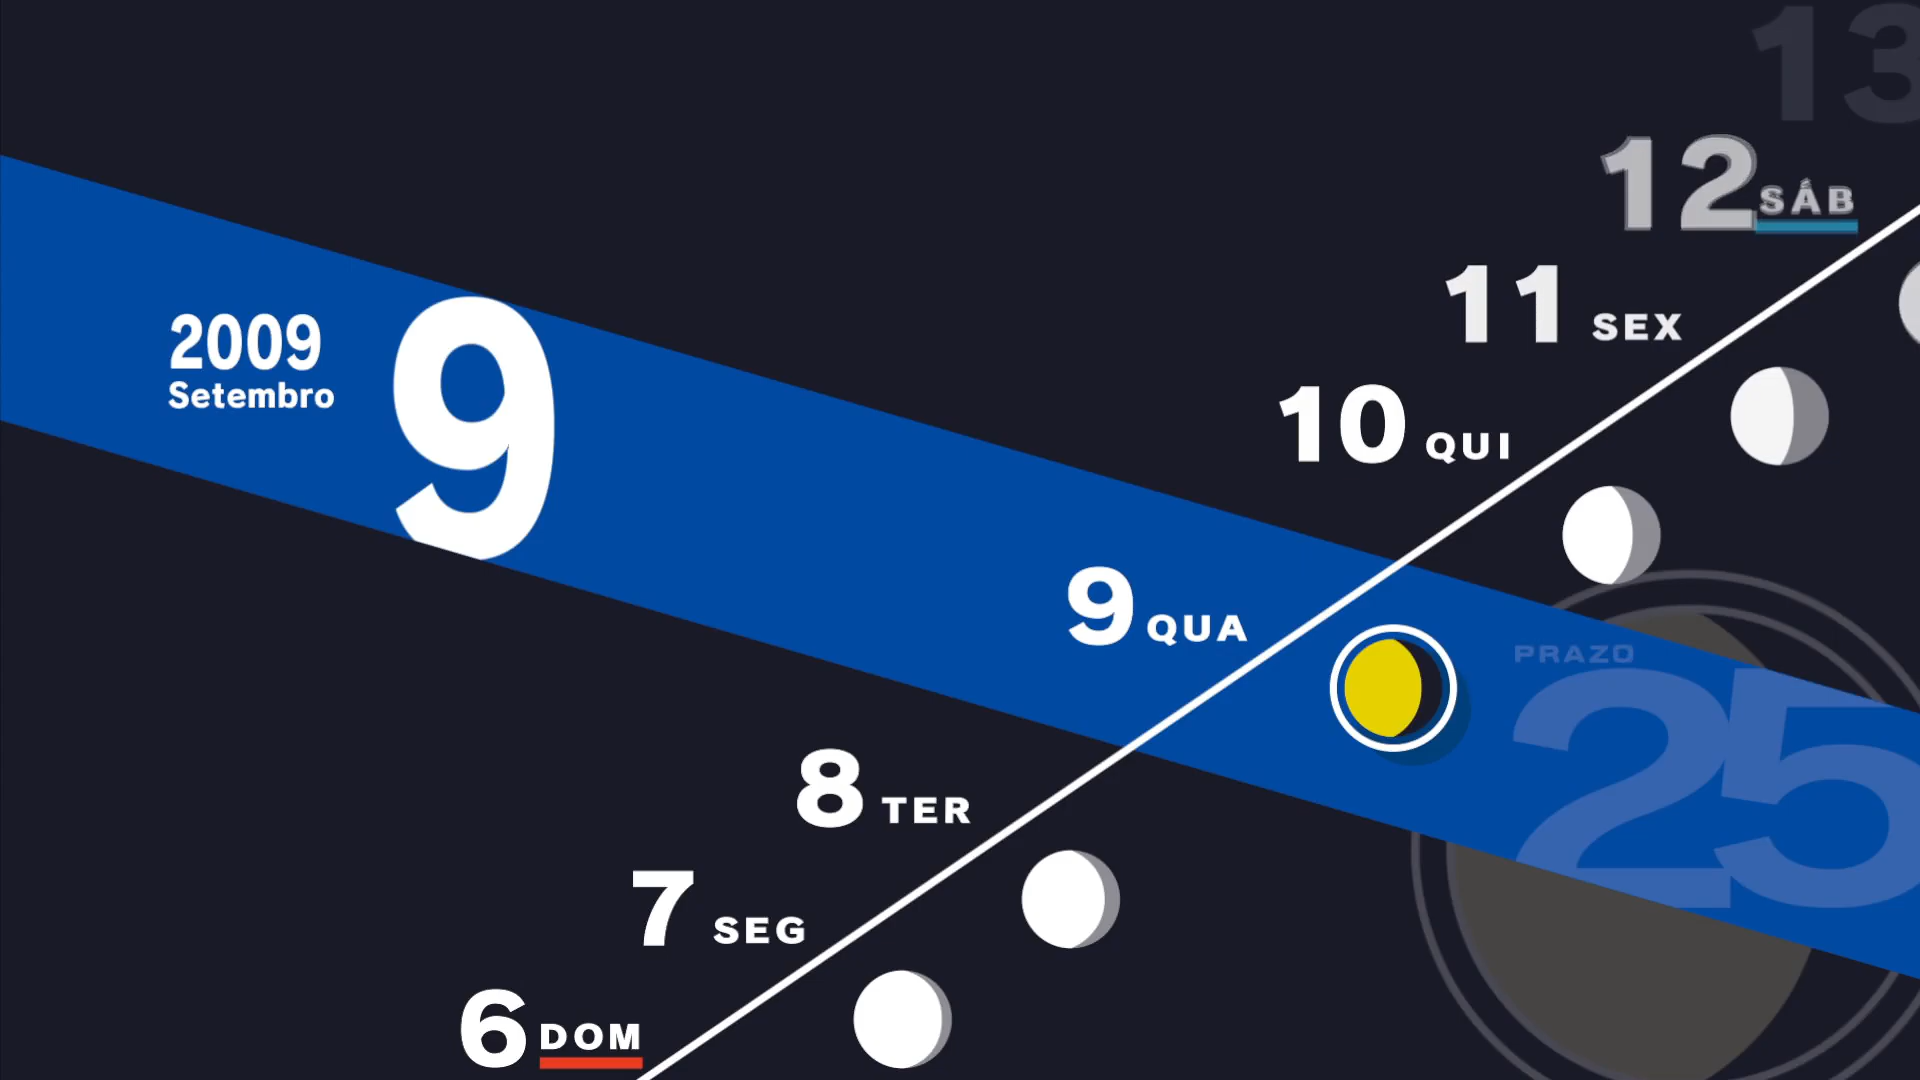 13
12 SÁB
11 SEX
10 QUI
2009
Setembro
9
9 QUA
PRAZO
25
8 TER
7 SEG
6 DOM